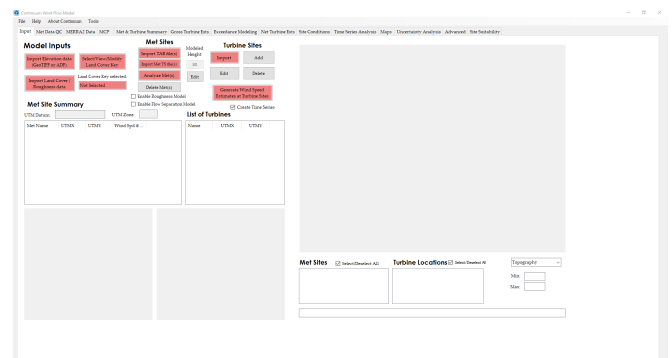 Continuum Wind Flow Model
File Help About Continuum Tools
Input Met Data QC MERRA2 Data MCP Met & Turbine Summary Gross Turbine Ests. Exceedance Modeling Net Turbine Ests Site Conditions Time Series Analysis Maps Uncertainty Analysis Advanced Site Suitability
Model Inputs
Import Elevation data (GeoTIFF or ADF)
Select/View/Modify Land Cover Key
Import Land Cover / Roughness data
Land Cover Key selected:
Not Selected
Met Sites
Import TAB file(s)
Import Met TS file(s)
Analyze Met(s)
Delete Met(s)
Modeled Height:
80
Edit
Enable Roughness Model
Enable Flow Separation Model
Turbine Sites
Import Add
Edit Delete
Generate Wind Speed Estimates at Turbine Sites
Create Time Series
Met Site Summary
UTM Datum: UTM Zone:
Met Name UTMX UTMY Wind Spd @ ...
List of Turbines
Name UTMX UTMY
Met Sites Select/Deselect All
Turbine Locations Select/Deselect All
Topography
Min:
Max: